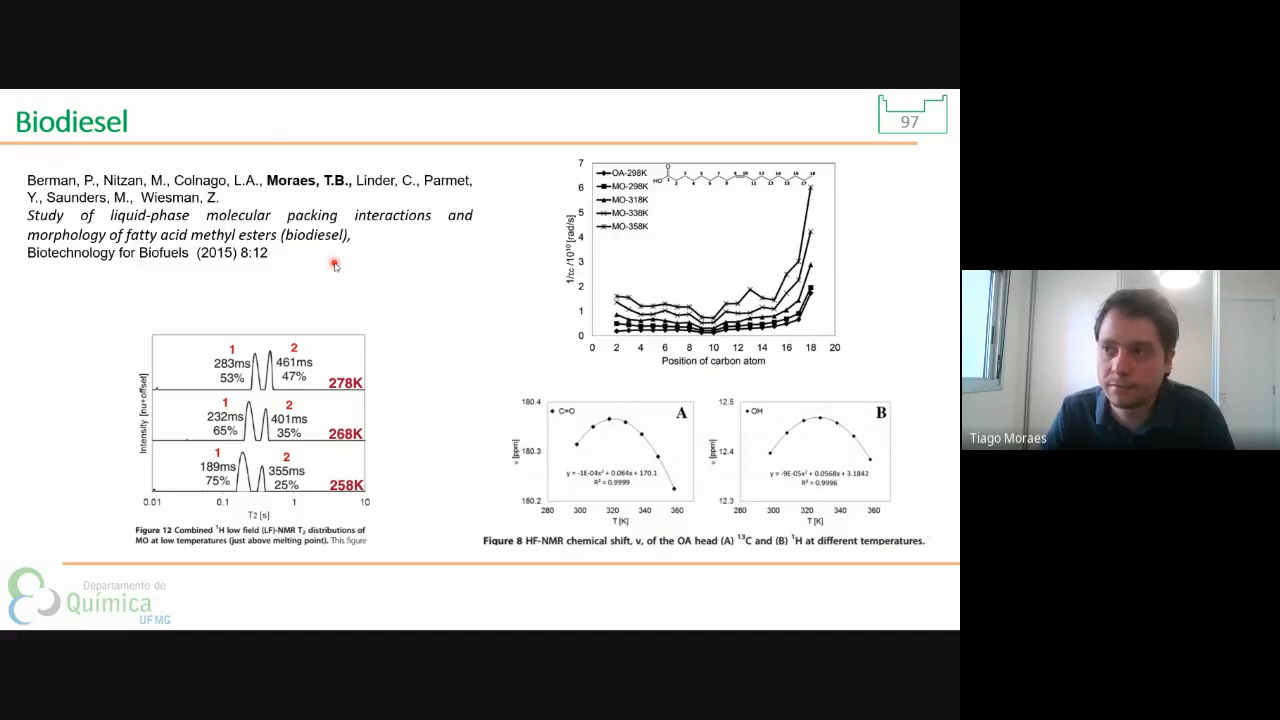 Biodiesel
97
Berman, P., Nitzan, M., Colnago, L.A., Moraes, T.B., Linder, C., Parmet,
Y., Saunders, M., Wiesman, Z.
Study of liquid-phase molecular packing interactions and
morphology of fatty acid methyl esters (biodiesel),
Biotechnology for Biofuels (2015) 8:12
7
6
5
4
3
2
1
0
1/τc /10^10 [rad/s]
OA-298K
MO-298K
MO-318K
MO-338K
MO-358K
0 2 4 6 8 10 12 14 16 18 20
Position of carbon atom
Intensity [nu+offset]
1 2
283ms 461ms
53% 47%
278K
1 2
232ms 401ms
65% 35%
268K
1 2
189ms 355ms
75% 25%
258K
0.01 0.1 1 10
T2 [s]
Figure 12 Combined 1H low field (LF)-NMR T2 distributions of
MO at low temperatures (just above melting point). This figure
180.4
180.3
180.2
ν [ppm]
C=O
A
y = -1E-04x² + 0.064x + 170.1
R² = 0.9999
280 300 320 340 360
T [K]
12.5
12.4
12.3
ν [ppm]
OH
B
y = -9E-05x² + 0.0568x + 3.1842
R² = 0.9996
280 300 320 340 360
T [K]
Figure 8 HF-NMR chemical shift, ν, of the OA head (A) 13C and (B) 1H at different temperatures.
Departamento de
Química
UFMG
Tiago Moraes